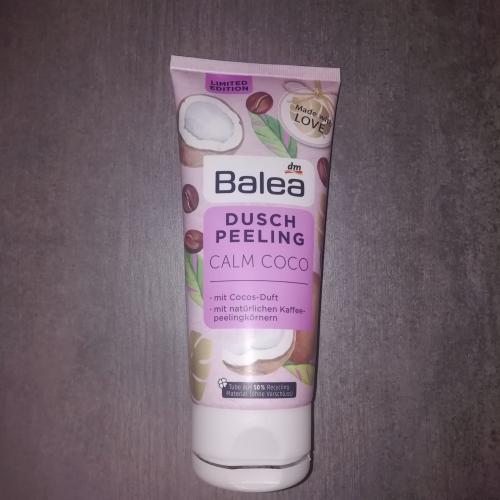 LIMITED
EDITION
Made with
LOVE
dm
Balea
DUSCH
PEELING
CALM COCO
· mit Cocos-Duft
· mit natürlichen Kaffee-
peelingkörnern
Tube aus 50% Recycling
Material (ohne Verschluss)